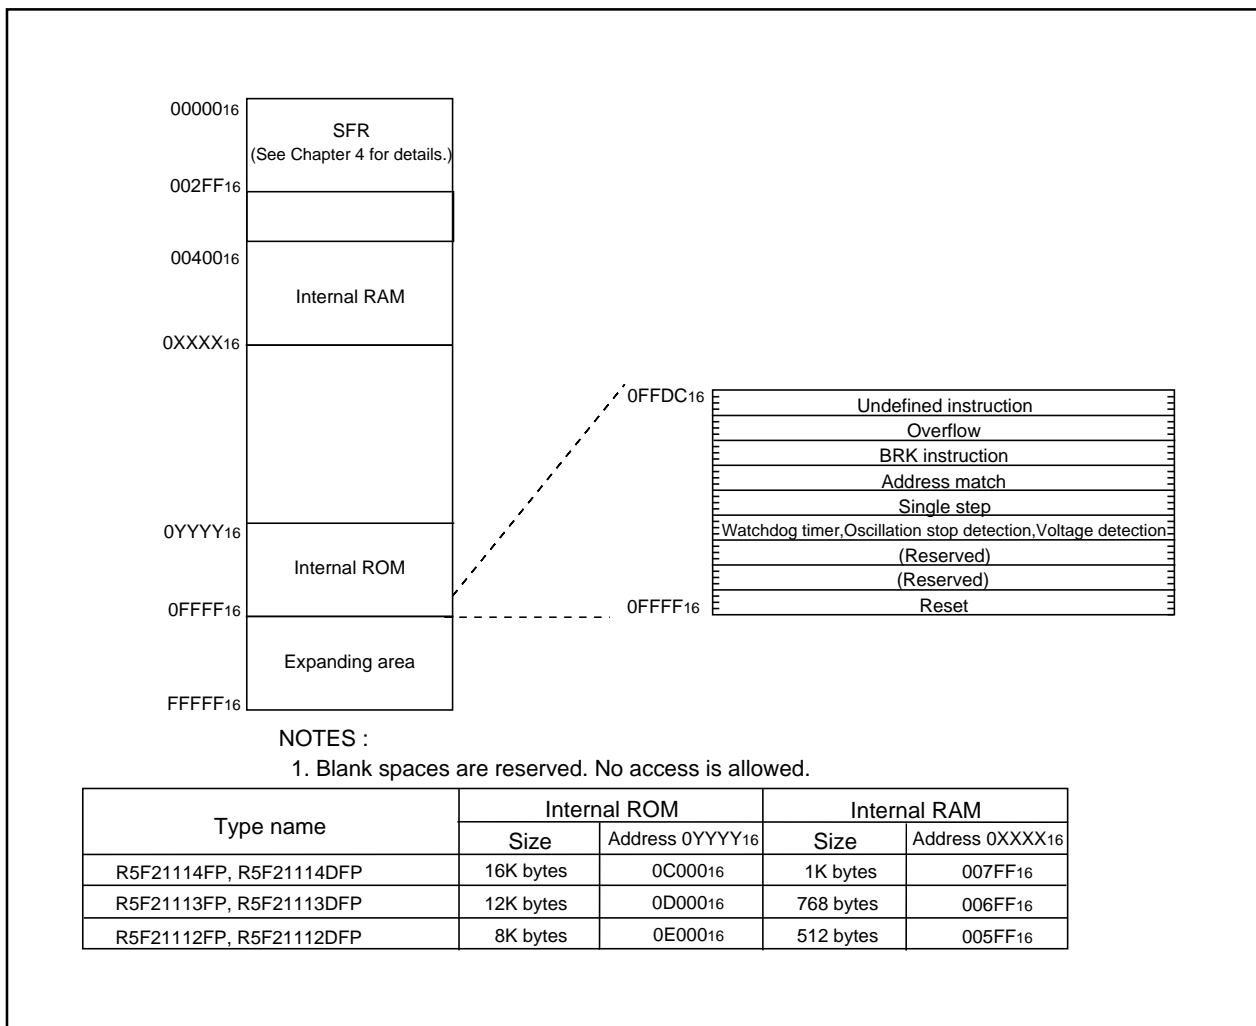 0000016
SFR
(See Chapter 4 for details.)
002FF16
0040016
Internal RAM
0XXXX16
0YYYY16
Internal ROM
0FFFF16
Expanding area
FFFFF16
0FFDC16
Undefined instruction
Overflow
BRK instruction
Address match
Single step
Watchdog timer,Oscillation stop detection,Voltage detection
(Reserved)
(Reserved)
Reset
0FFFF16
NOTES :
1. Blank spaces are reserved. No access is allowed.
Type name Internal ROM Internal RAM
Size Address 0YYYY16 Size Address 0XXXX16
R5F21114FP, R5F21114DFP 16K bytes 0C00016 1K bytes 007FF16
R5F21113FP, R5F21113DFP 12K bytes 0D00016 768 bytes 006FF16
R5F21112FP, R5F21112DFP 8K bytes 0E00016 512 bytes 005FF16